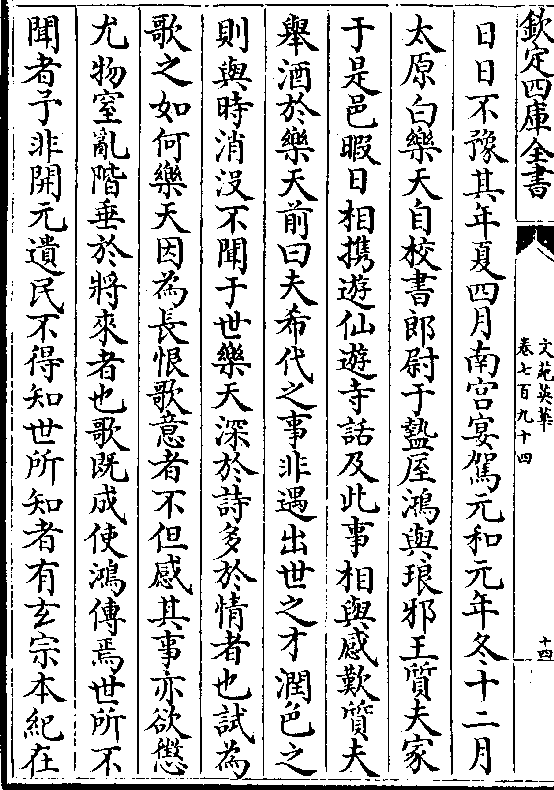 欽定四庫全書
文苑英華
卷七百九十四
十四
日日不豫其年夏四月南宮宴駕元和元年冬十二月
太原白樂天自校書郎尉于盩厔鴻與琅邪王質夫家
于是邑暇日相携遊仙遊寺話及此事相與感歎質夫
舉酒於樂天前曰夫希代之事非遇出世之才潤色之
則與時消沒不聞于世樂天深於詩多於情者也試為
歌之如何樂天因為長恨歌意者不但感其事亦欲懲
尤物窒亂階垂於將來者也歌既成使鴻傳焉世所不
聞者予非開元遺民不得知世所知者有玄宗本紀在